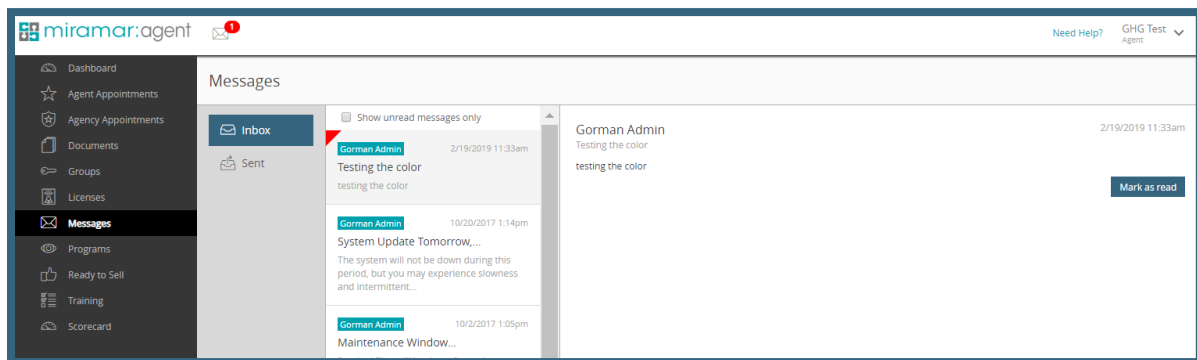 miramar:agent
1
Need Help?
GHG Test
Agent
Dashboard
Agent Appointments
Agency Appointments
Documents
Groups
Licenses
Messages
Programs
Ready to Sell
Training
Scorecard
Messages
Inbox
Sent
Show unread messages only
Gorman Admin 2/19/2019 11:33am
Testing the color
testing the color
Gorman Admin 10/20/2017 1:14pm
System Update Tomorrow,...
The system will not be down during this
period, but you may experience slowness
and intermittent...
Gorman Admin 10/2/2017 1:05pm
Maintenance Window...
Gorman Admin 2/19/2019 11:33am
Testing the color
testing the color
Mark as read